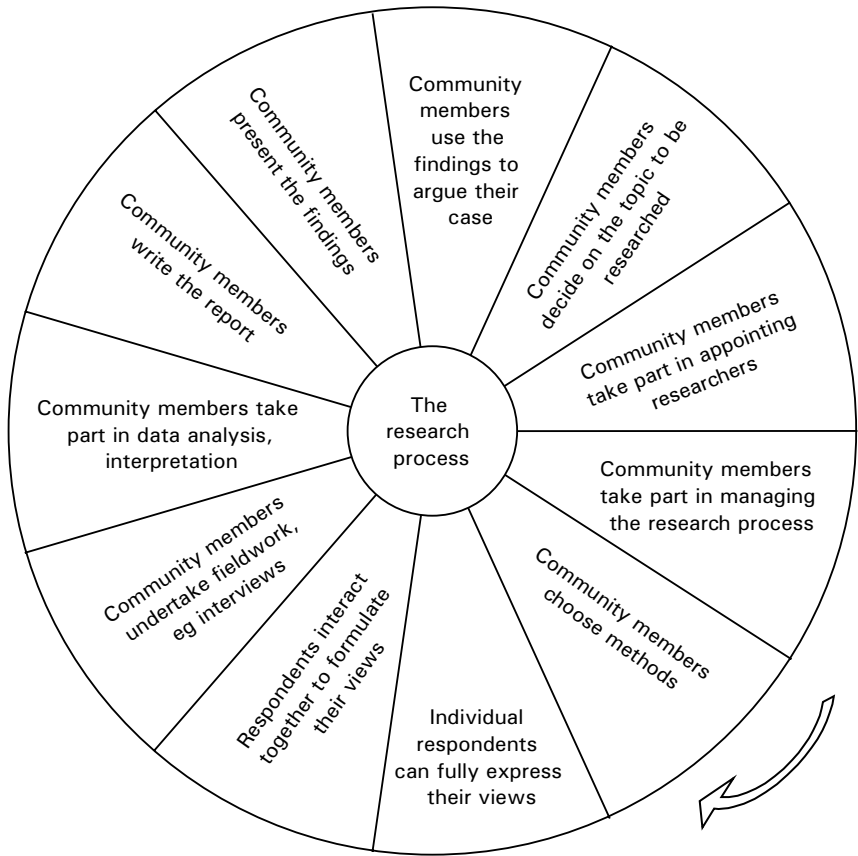 The
research
process
Community
members
use the
findings to
argue their
case
Community members
decide on the topic to be
researched
Community members
take part in appointing
researchers
Community members
take part in managing
the research process
Community members
choose methods
Individual
respondents
can fully express
their views
Respondents interact
together to formulate
their views
Community members
undertake fieldwork,
eg interviews
Community members take
part in data analysis,
interpretation
Community members
write the report
Community members
present the findings